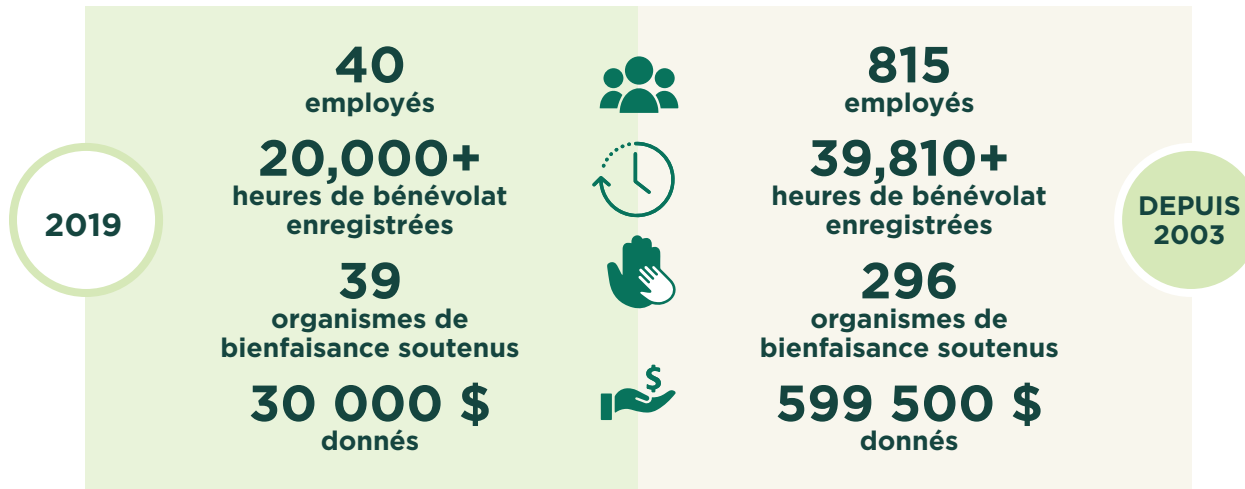 2019
40
employés
20,000+
heures de bénévolat
enregistrées
39
organismes de
bienfaisance soutenus
30 000 $
donnés
815
employés
39,810+
heures de bénévolat
enregistrées
296
organismes de
bienfaisance soutenus
599 500 $
donnés
DEPUIS
2003
$